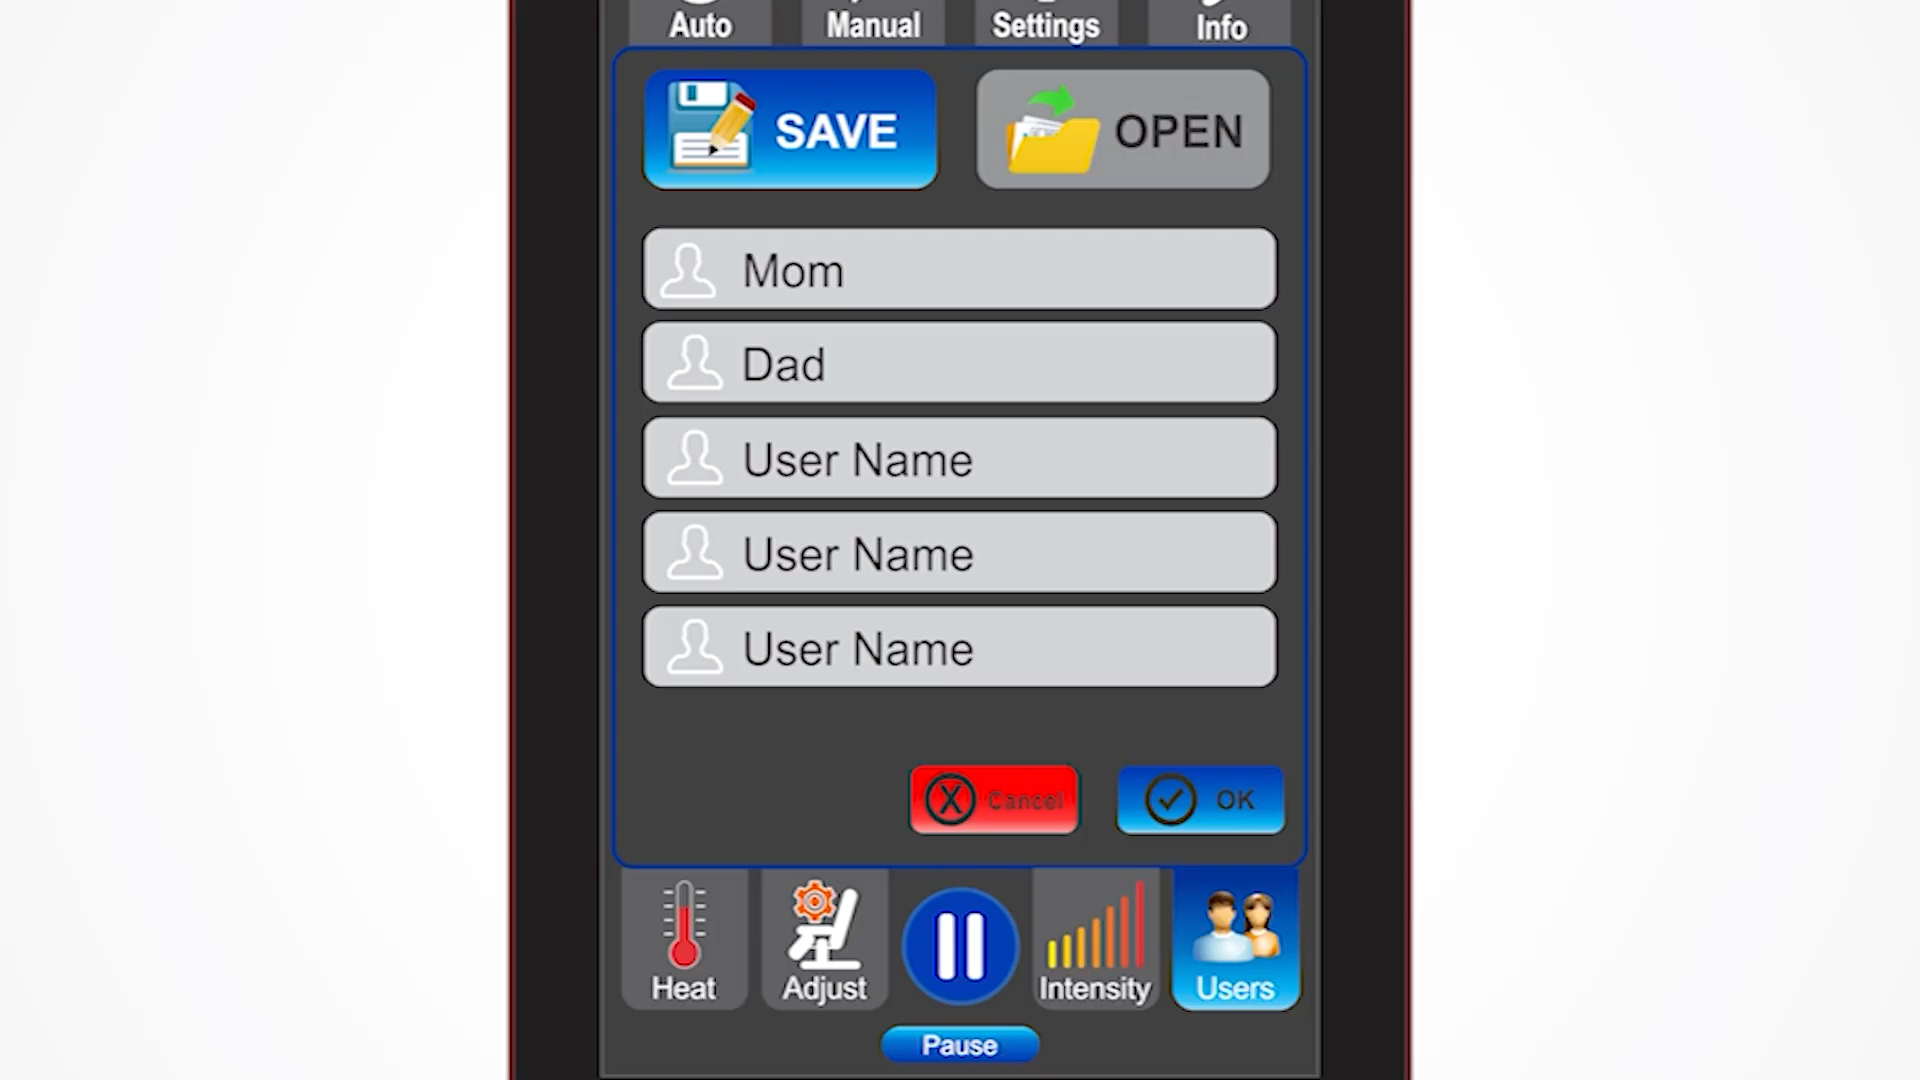 Auto Manual Settings Info
SAVE OPEN
Mom
Dad
User Name
User Name
User Name
X Cancel OK
Heat Adjust Intensity Users
Pause